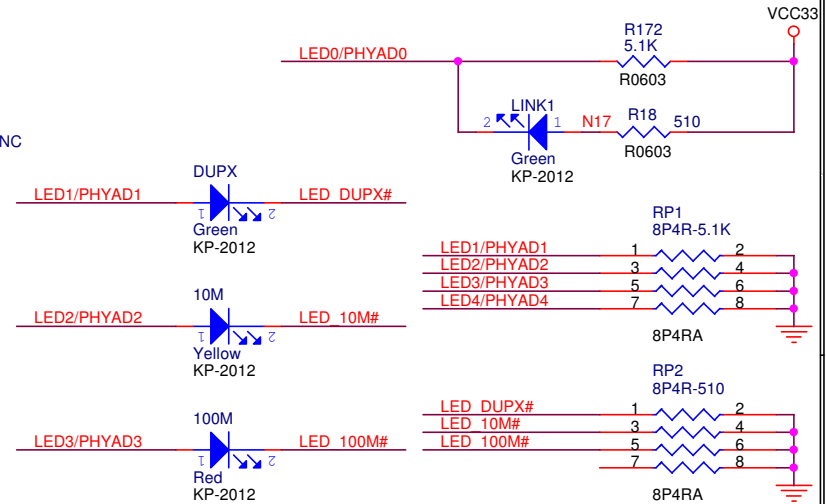 VCC33
R172
5.1K
LED0/PHYAD0
R0603
LINK1
2
1
N17
R18
510
NC
Green
KP-2012
R0603
DUPX
LED1/PHYAD1
LED_DUPX#
1
2
Green
KP-2012
RP1
8P4R-5.1K
LED1/PHYAD1
1
2
LED2/PHYAD2
3
4
LED3/PHYAD3
5
6
LED4/PHYAD4
7
8
8P4RA
10M
LED2/PHYAD2
LED_10M#
1
2
Yellow
KP-2012
RP2
8P4R-510
LED_DUPX#
1
2
LED_10M#
3
4
LED_100M#
5
6
7
8
8P4RA
100M
LED3/PHYAD3
LED_100M#
1
2
Red
KP-2012